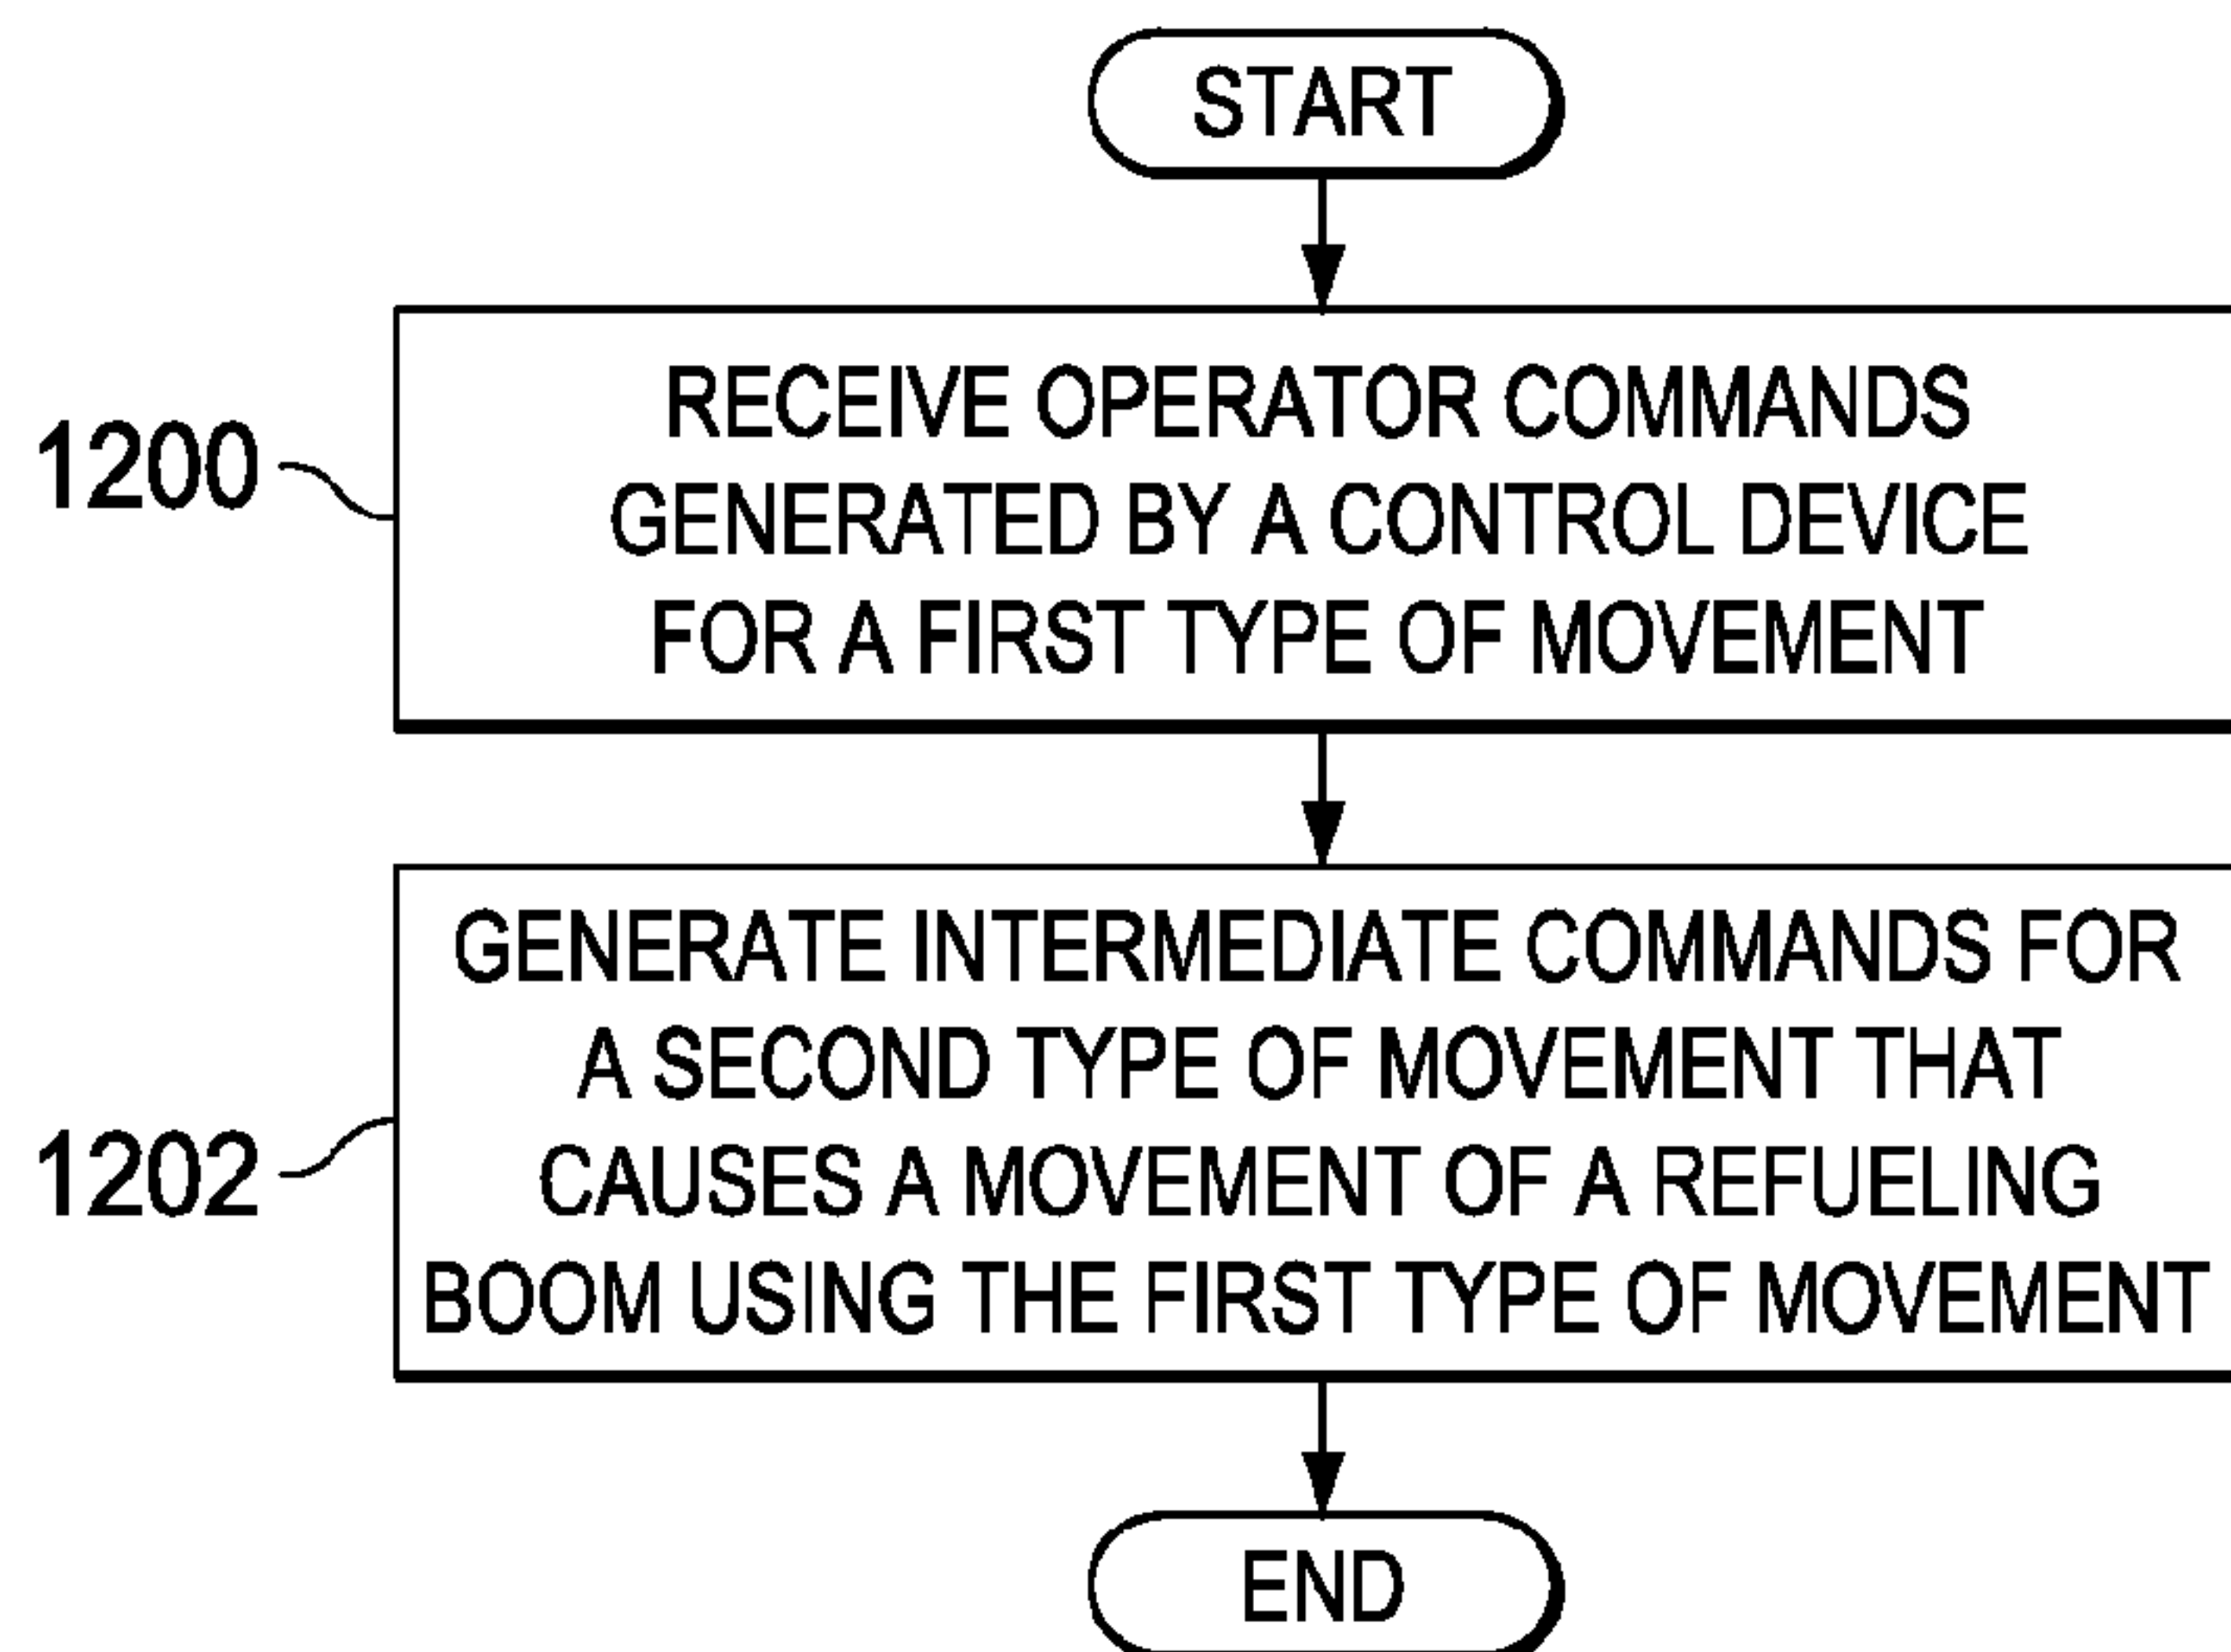 START
1200
RECEIVE OPERATOR COMMANDS
GENERATED BY A CONTROL DEVICE
FOR A FIRST TYPE OF MOVEMENT
1202
GENERATE INTERMEDIATE COMMANDS FOR
A SECOND TYPE OF MOVEMENT THAT
CAUSES A MOVEMENT OF A REFUELING
BOOM USING THE FIRST TYPE OF MOVEMENT
END